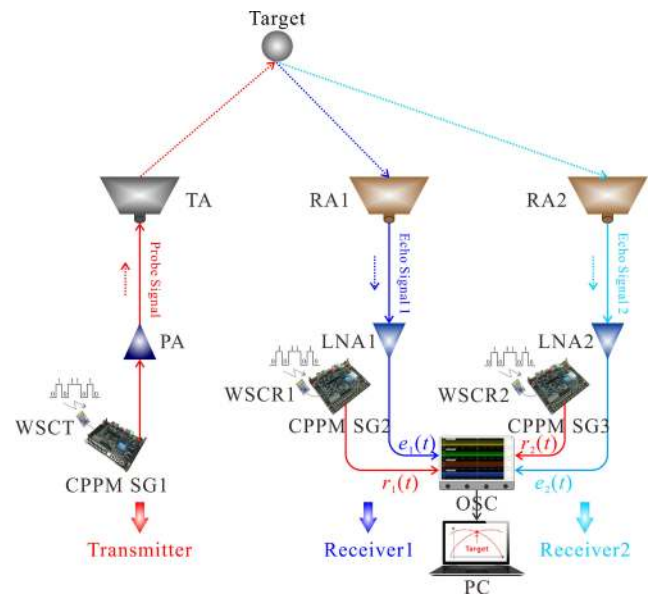 Target
TA
RA1
RA2
Probe Signal
Echo Signal 1
Echo Signal 2
PA
LNA1
LNA2
WSCT
WSCR1
WSCR2
CPPM SG1
CPPM SG2
CPPM SG3
e₁(t)
r₂(t)
r₁(t)
e₂(t)
OSC
Transmitter
Receiver1
Receiver2
Target
PC